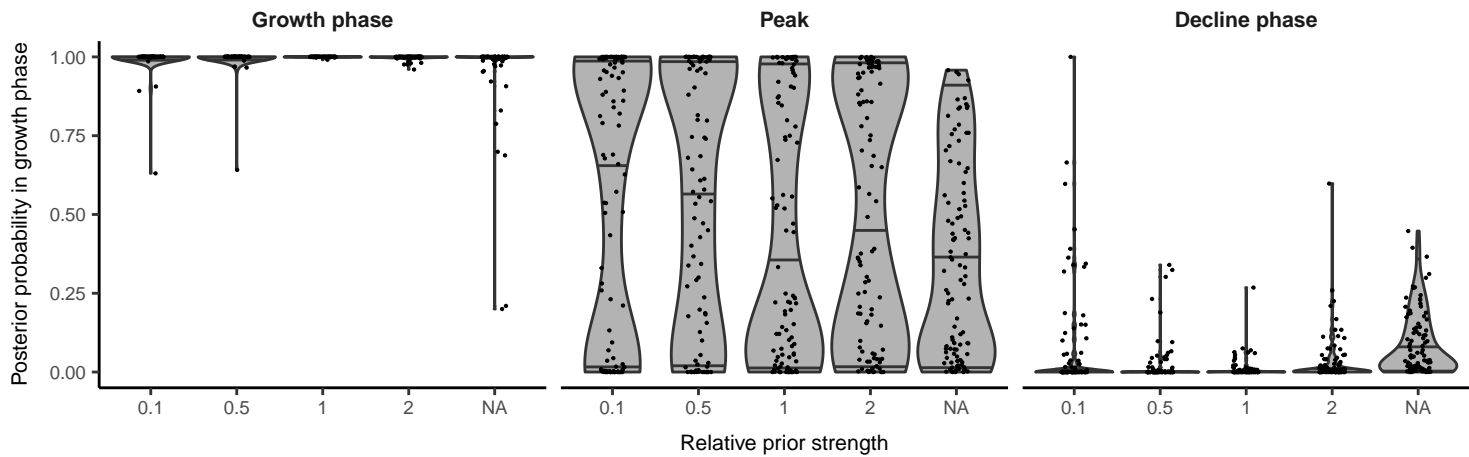 Growth phase Peak Decline phase
Posterior probability in growth phase
1.00
0.75
0.50
0.25
0.00
0.1 0.5 1 2 NA 0.1 0.5 1 2 NA 0.1 0.5 1 2 NA
Relative prior strength